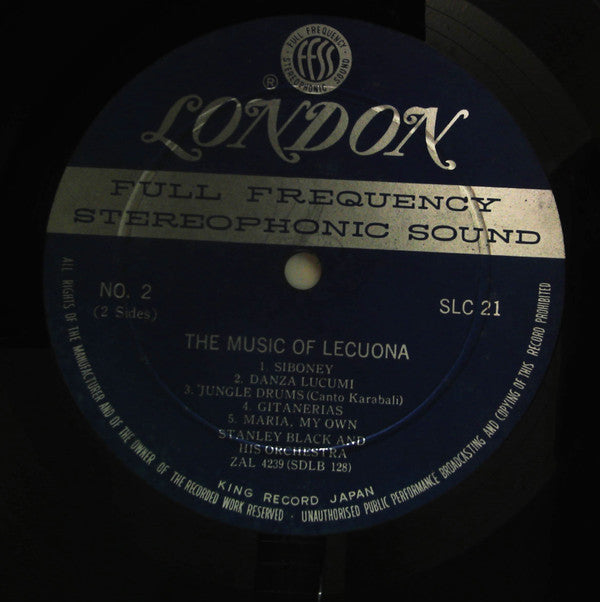 FULL FREQUENCY
FFSS
STEREOPHONIC SOUND
®
LONDON
FULL FREQUENCY
STEREOPHONIC SOUND
NO. 2
(2 Sides)
SLC 21
THE MUSIC OF LECUONA
1. SIBONEY
2. DANZA LUCUMI
3. JUNGLE DRUMS (Canto Karabali)
4. GITANERIAS
5. MARIA, MY OWN
STANLEY BLACK AND
HIS ORCHESTRA
ZAL 4239 (SDLB 128)
KING RECORD JAPAN
ALL RIGHTS OF THE MANUFACTURER AND OF THE OWNER OF THE RECORDED WORK RESERVED · UNAUTHORISED PUBLIC PERFORMANCE BROADCASTING AND COPYING OF THIS RECORD PROHIBITED